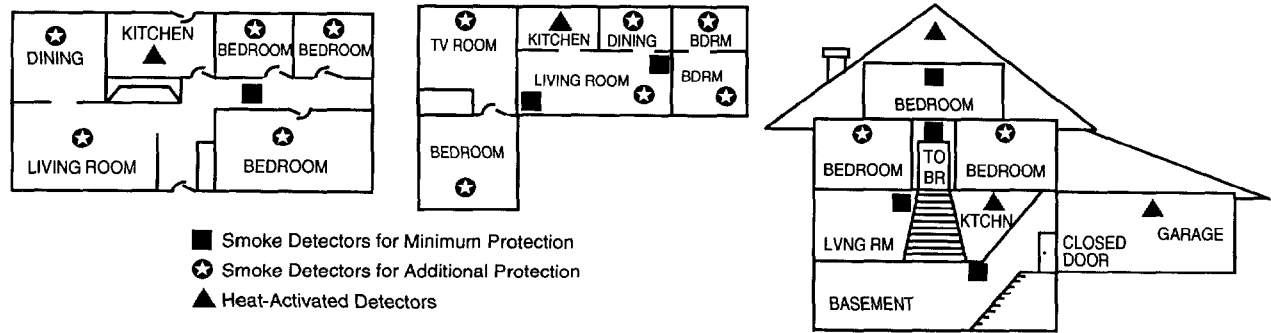 DINING
KITCHEN
BEDROOM
BEDROOM
LIVING ROOM
BEDROOM
TV ROOM
KITCHEN
DINING
BDRM
LIVING ROOM
BDRM
BEDROOM
BEDROOM
BEDROOM
TO
BR
BEDROOM
LVNG RM
KTCHN
CLOSED
DOOR
GARAGE
BASEMENT
Smoke Detectors for Minimum Protection
Smoke Detectors for Additional Protection
Heat-Activated Detectors